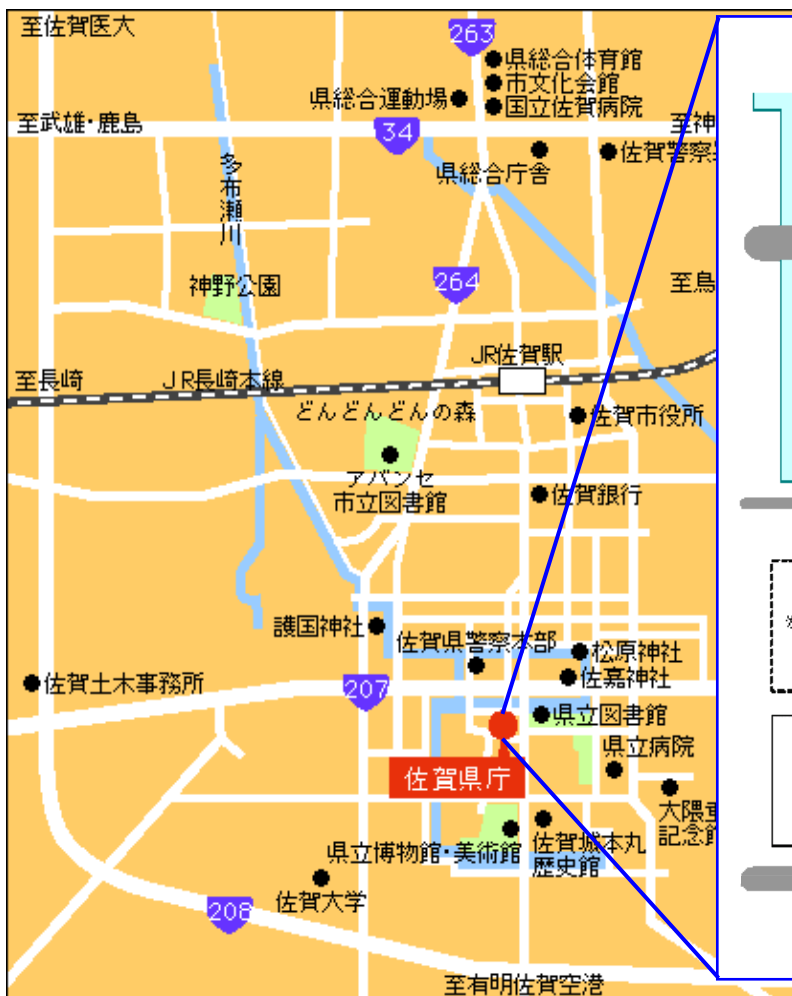 至佐賀医大
263
県総合体育館
市文化会館
県総合運動場
国立佐賀病院
至武雄・鹿島
34
至神
佐賀警察
県総合庁舎
多布瀬川
264
神野公園
至鳥
JR佐賀駅
至長崎
JR長崎本線
どんどんどんの森
佐賀市役所
アバンセ
市立図書館
佐賀銀行
護国神社
佐賀県警察本部
松原神社
佐嘉神社
佐賀土木事務所
207
県立図書館
県立病院
佐賀県庁
大隈重
記念館
県立博物館・美術館
佐賀城本丸
歴史館
佐賀大学
208
至有明佐賀空港